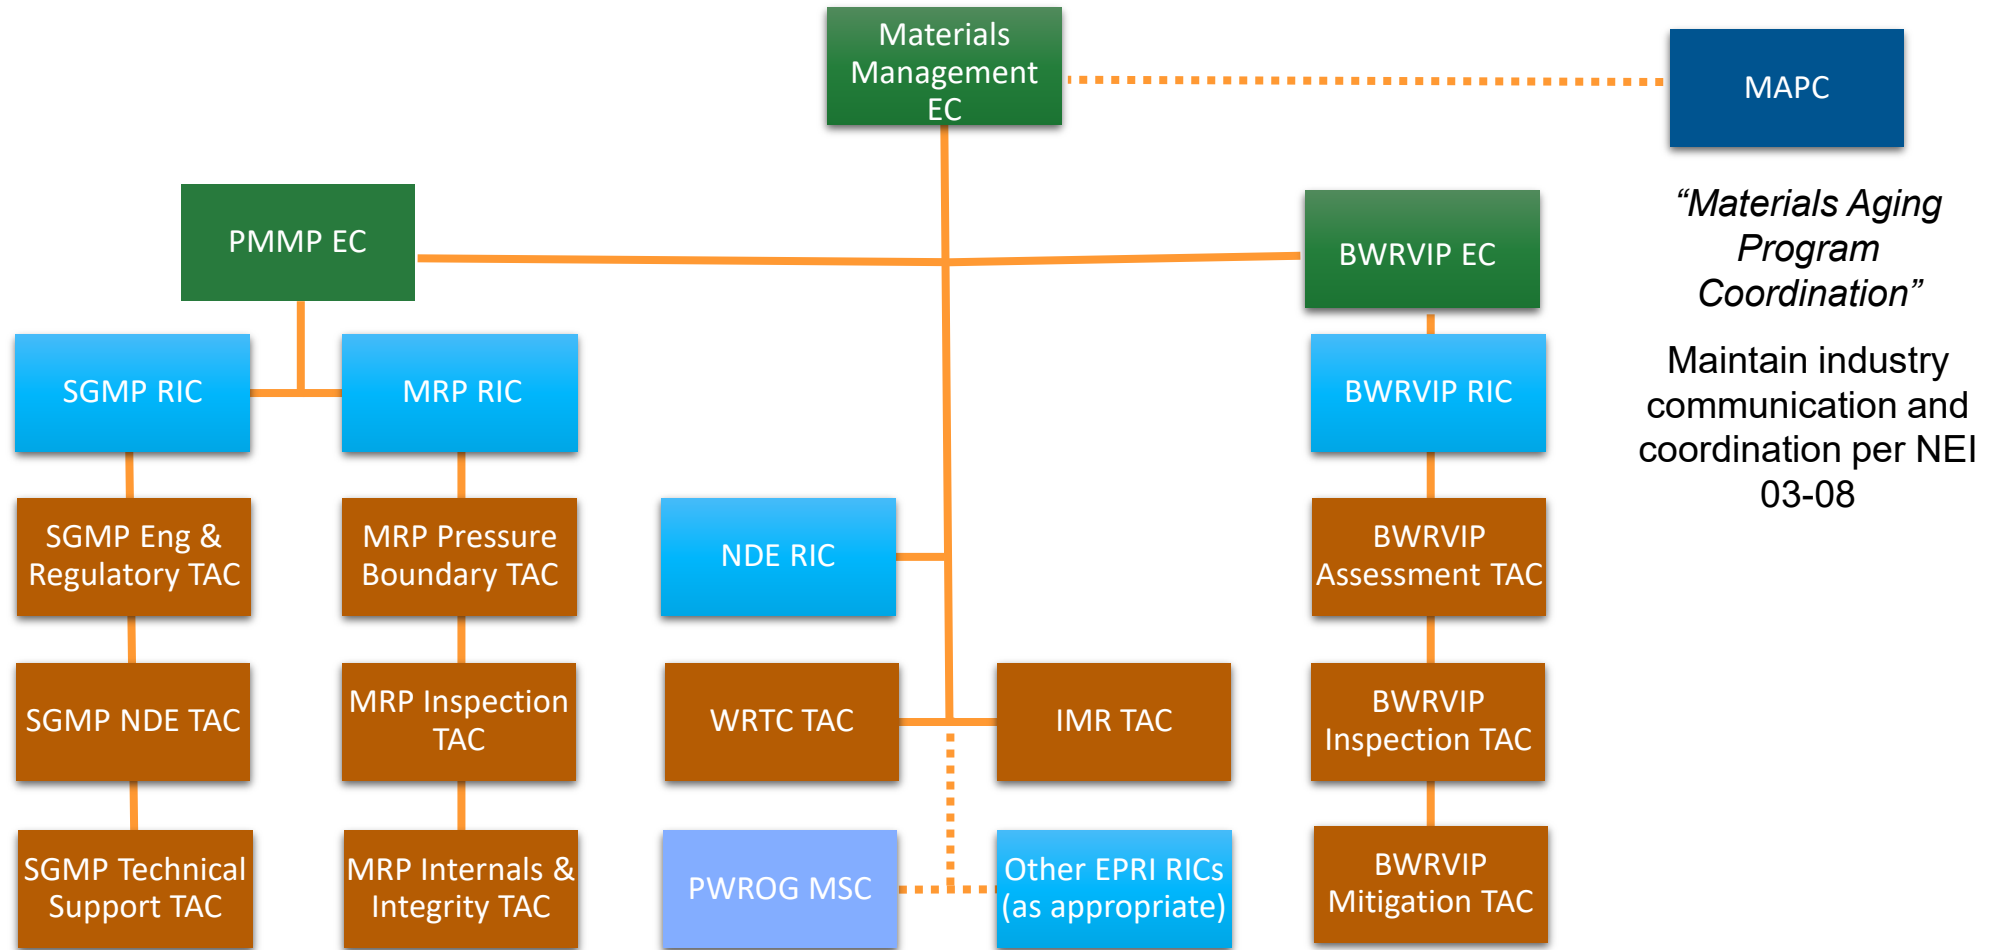 Materials
Management
EC
MAPC
“Materials Aging
Program
Coordination”
Maintain industry
communication and
coordination per NEI
03-08
PMMP EC
BWRVIP EC
SGMP RIC
MRP RIC
BWRVIP RIC
SGMP Eng &
Regulatory TAC
MRP Pressure
Boundary TAC
NDE RIC
BWRVIP
Assessment TAC
SGMP NDE TAC
MRP Inspection
TAC
WRTC TAC
IMR TAC
BWRVIP
Inspection TAC
SGMP Technical
Support TAC
MRP Internals &
Integrity TAC
PWROG MSC
Other EPRI RICs
(as appropriate)
BWRVIP
Mitigation TAC